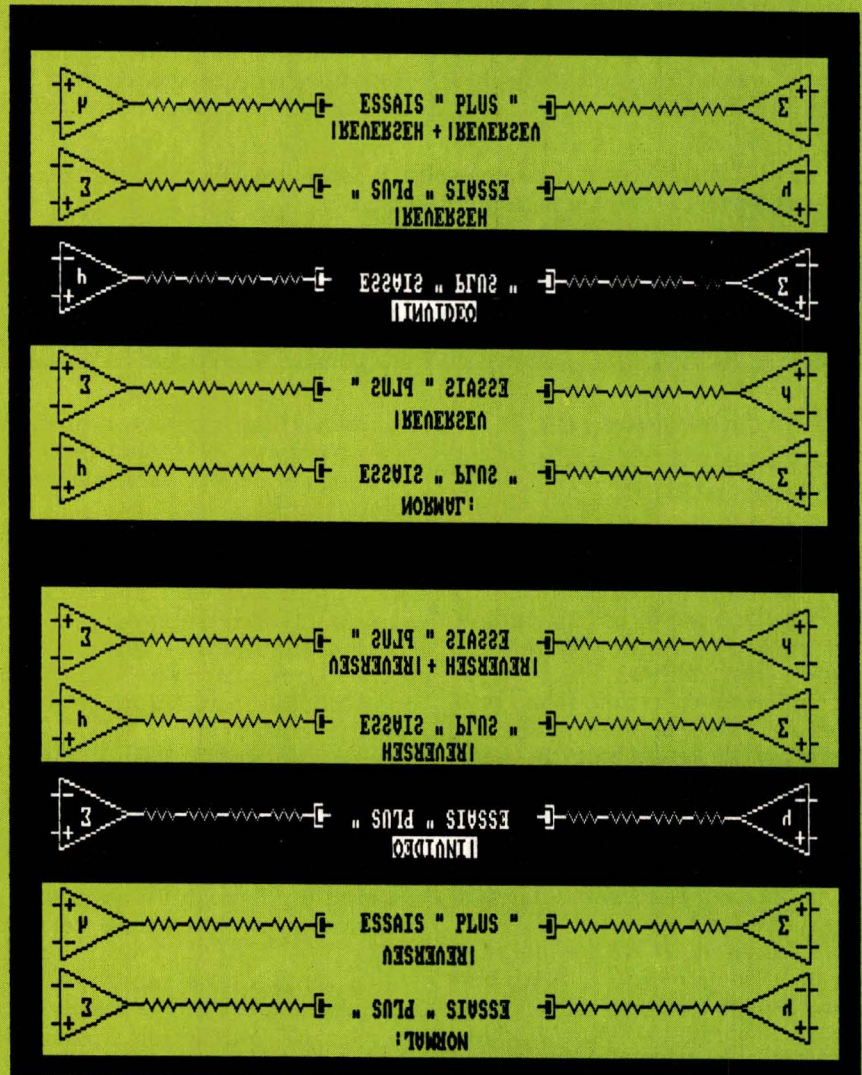 NORMAL:
µ ESSAIS " PLUS " Σ
|REVERSEV
µ ESSAIS " PLUS " Σ
|INVIDEO
µ ESSAIS " PLUS " Σ
|REVERSEH
µ ESSAIS " PLUS " Σ
|REVERSEH + |REVERSEV
µ ESSAIS " PLUS " Σ
NORMAL:
µ ESSAIS " PLUS " Σ
|REVERSEV
µ ESSAIS " PLUS " Σ
|INVIDEO
µ ESSAIS " PLUS " Σ
|REVERSEH
µ ESSAIS " PLUS " Σ
|REVERSEH + |REVERSEV
µ ESSAIS " PLUS " Σ